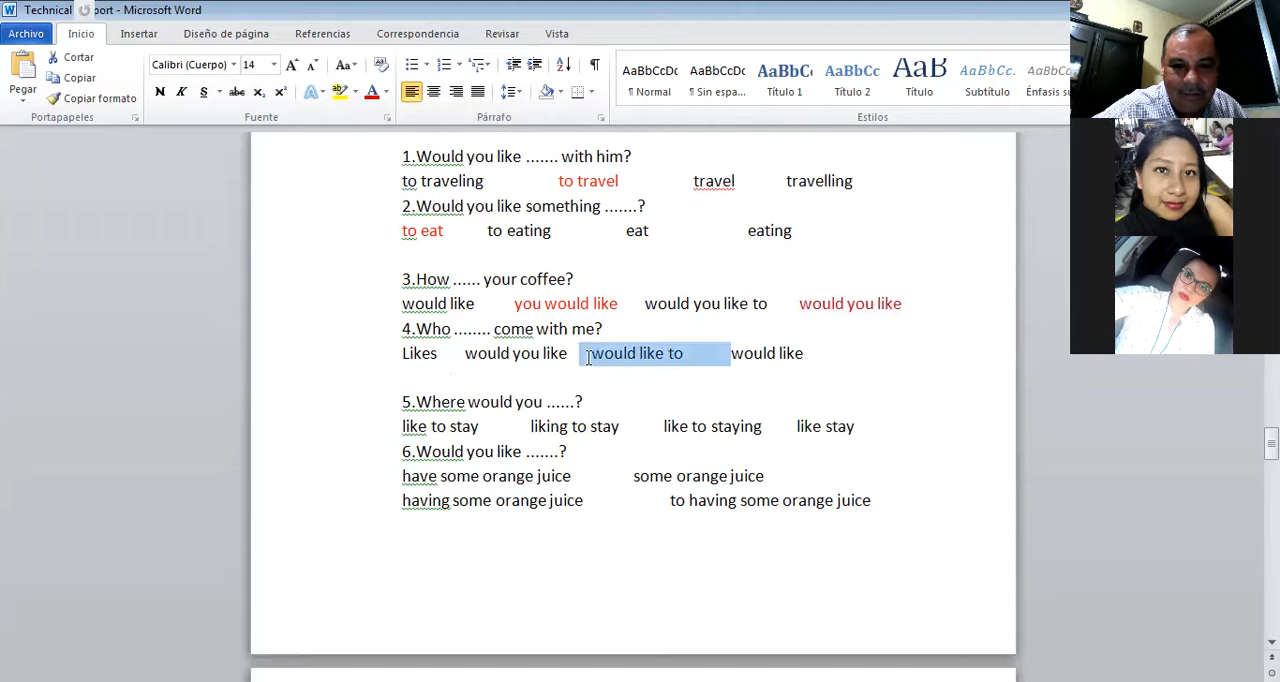 Technical port - Microsoft Word
Archivo Inicio Insertar Diseño de página Referencias Correspondencia Revisar Vista
Cortar
Copiar
Copiar formato
Pegar
Calibri (Cuerpo) 14 Aa
N K S abc x₂ x² A A
AaBbCcDc AaBbCcDc AaBbC AaBbCc AaB AaBbCc. AaBbCc
¶ Normal ¶ Sin espa... Título 1 Título 2 Título Subtítulo Énfasis su
Portapapeles Fuente Párrafo Estilos
1.Would you like ....... with him?
to traveling to travel travel travelling
2.Would you like something .......?
to eat to eating eat eating
3.How ...... your coffee?
would like you would like would you like to would you like
4.Who ........ come with me?
Likes would you like would like to would like
5.Where would you ......?
like to stay liking to stay like to staying like stay
6.Would you like .......?
have some orange juice some orange juice
having some orange juice to having some orange juice